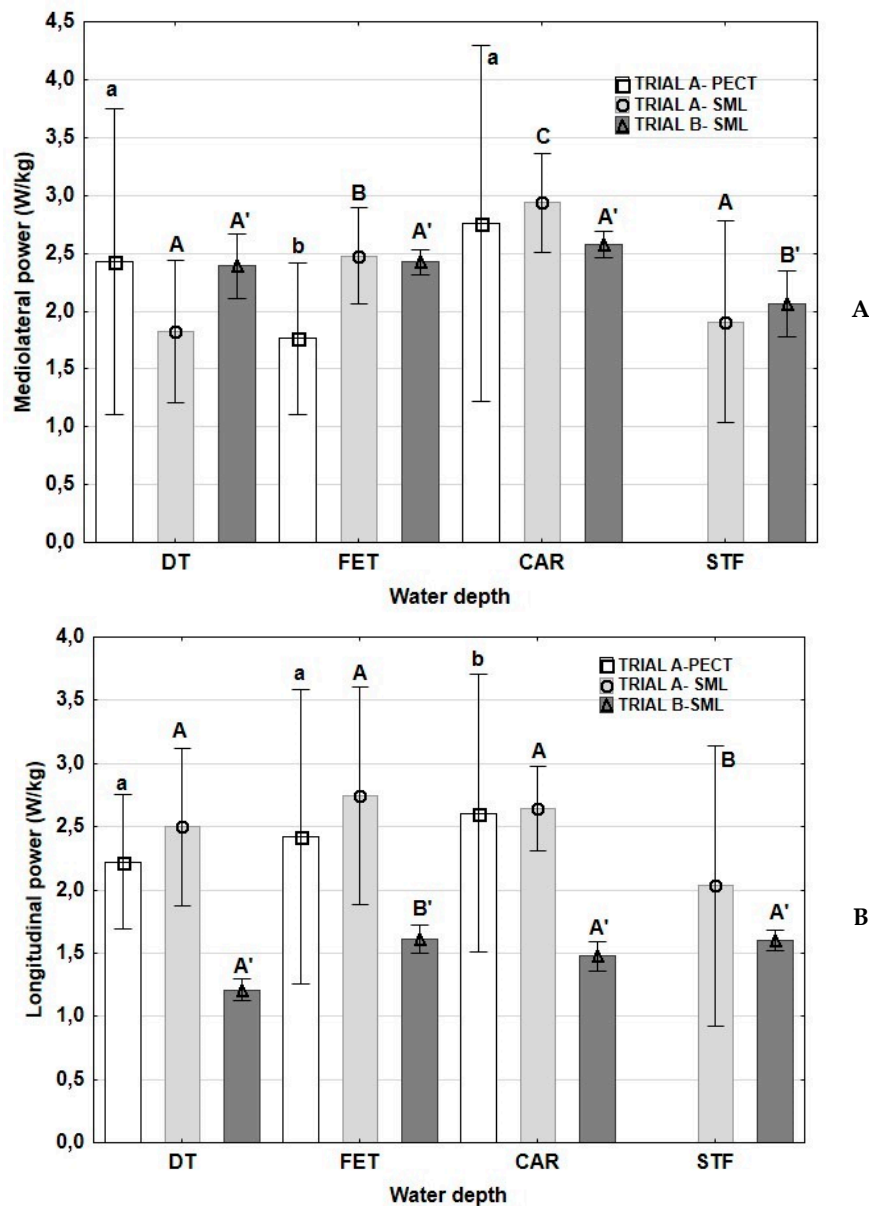 4,5
4,0
3,5
3,0
2,5
2,0
1,5
1,0
0,5
0,0
Mediolateral power (W/kg)
a
A
A'
b
B
A'
a
C
A'
A
B'
TRIAL A- PECT
TRIAL A- SML
TRIAL B- SML
DT FET CAR STF
Water depth
A
4,0
3,5
3,0
2,5
2,0
1,5
1,0
0,5
0,0
Longitudinal power (W/kg)
a
A
A'
a
A
B'
b
A
A'
B
A'
TRIAL A-PECT
TRIAL A- SML
TRIAL B-SML
DT FET CAR STF
Water depth
B